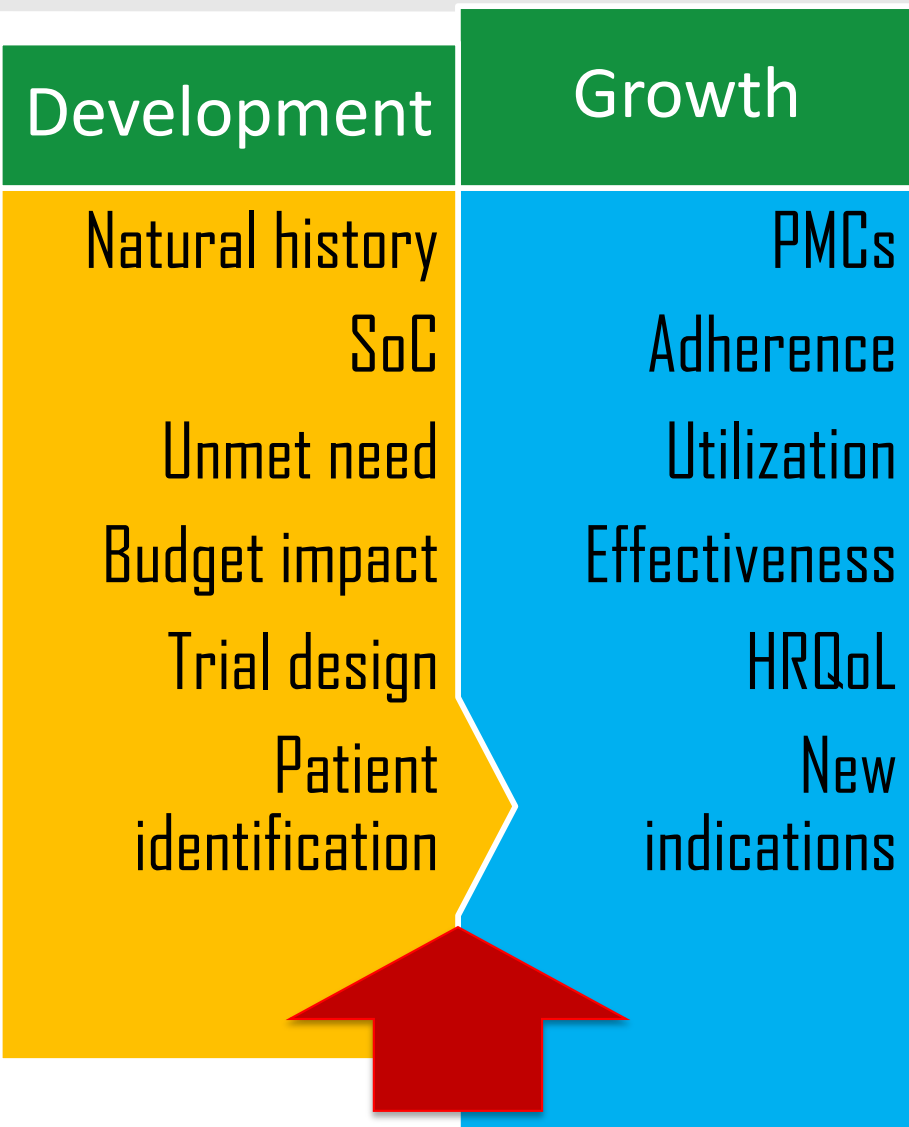 Development
Natural history
SoC
Unmet need
Budget impact
Trial design
Patient
identification
Growth
PMCs
Adherence
Utilization
Effectiveness
HRQoL
New
indications